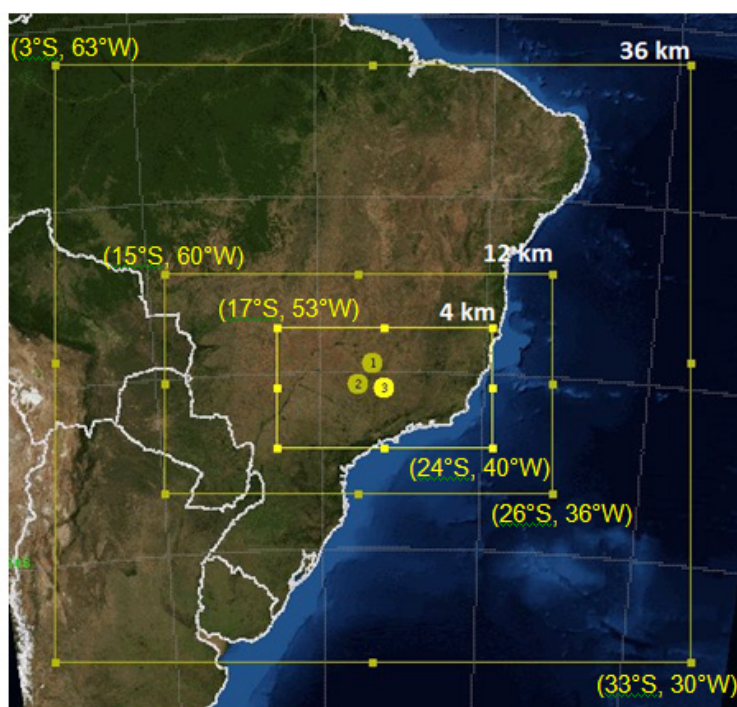 (3°S, 63°W)
36 km
(15°S, 60°W)
12 km
(17°S, 53°W)
4 km
1
2
3
(24°S, 40°W)
(26°S, 36°W)
(33°S, 30°W)